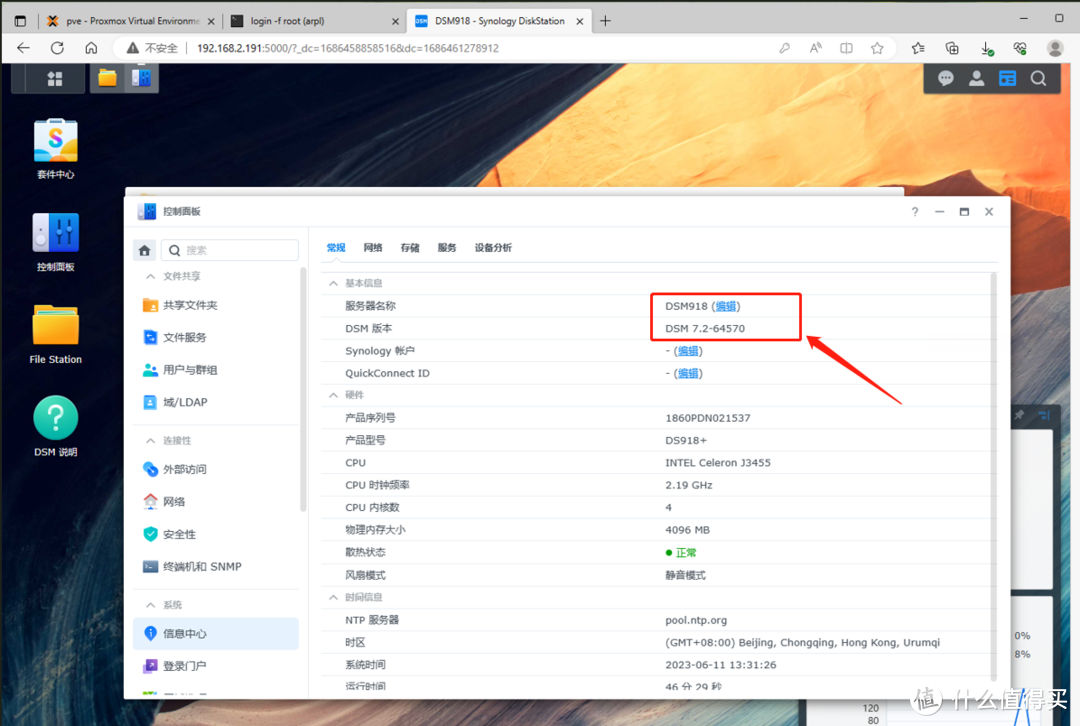 pve - Proxmox Virtual Environme
login -f root (arpl)
DSM918 - Synology DiskStation
不安全
192.168.2.191:5000/?_dc=1686458858516&dc=1686461278912
套件中心
控制面板
File Station
DSM 说明
控制面板
搜索
文件共享
共享文件夹
文件服务
用户与群组
域/LDAP
连接性
外部访问
网络
安全性
终端机和 SNMP
系统
信息中心
登录门户
常规 网络 存储 服务 设备分析
基本信息
服务器名称 DSM918 (编辑)
DSM 版本 DSM 7.2-64570
Synology 帐户 - (编辑)
QuickConnect ID - (编辑)
硬件
产品序列号 1860PDN021537
产品型号 DS918+
CPU INTEL Celeron J3455
CPU 时钟频率 2.19 GHz
CPU 内核数 4
物理内存大小 4096 MB
散热状态 正常
风扇模式 静音模式
时间信息
NTP 服务器 pool.ntp.org
时区 (GMT+08:00) Beijing, Chongqing, Hong Kong, Urumqi
系统时间 2023-06-11 13:31:26
运行时间 46 分 29 秒
0%
8%
120
80
值 什么值得买